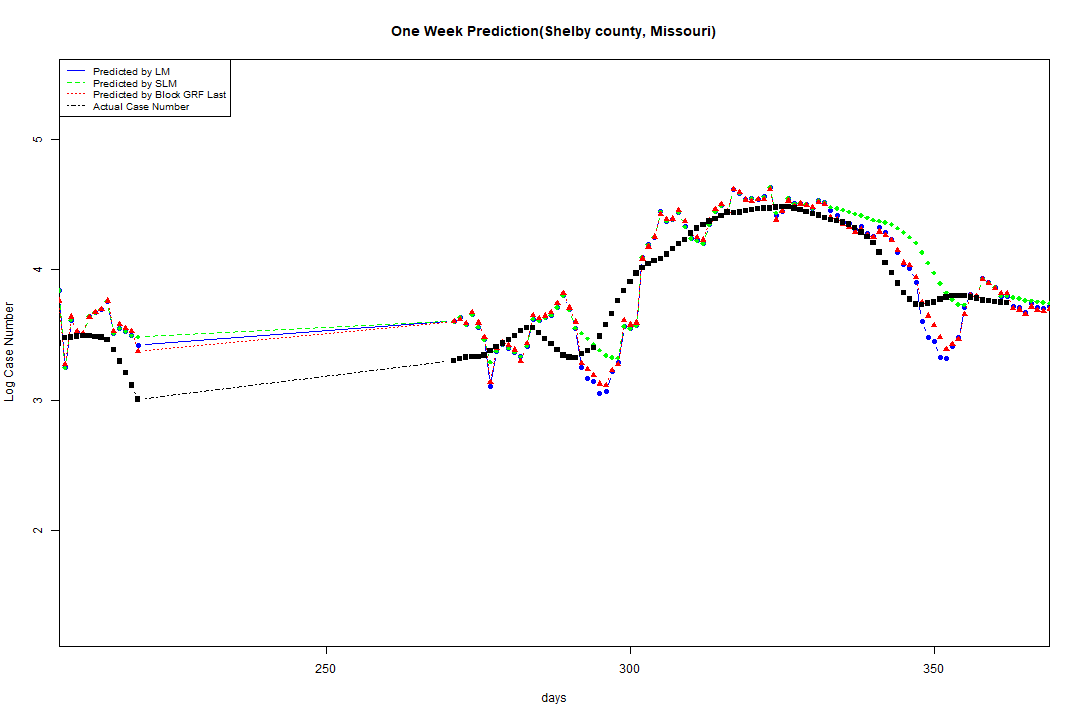 One Week Prediction(Shelby county, Missouri)
Predicted by LM
Predicted by SLM
Predicted by Block GRF Last
Actual Case Number
5
4
3
2
Log Case Number
250
300
350
days